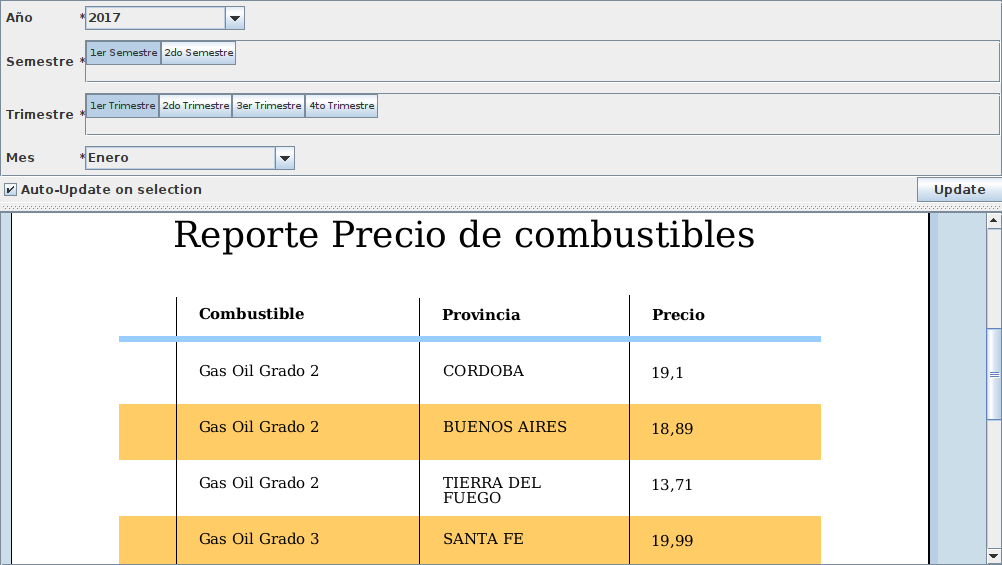 Año * 2017
Semestre * 1er Semestre 2do Semestre
Trimestre * 1er Trimestre 2do Trimestre 3er Trimestre 4to Trimestre
Mes * Enero
Auto-Update on selection Update
Reporte Precio de combustibles
Combustible Provincia Precio
Gas Oil Grado 2 CORDOBA 19,1
Gas Oil Grado 2 BUENOS AIRES 18,89
Gas Oil Grado 2 TIERRA DEL 13,71
FUEGO
Gas Oil Grado 3 SANTA FE 19,99